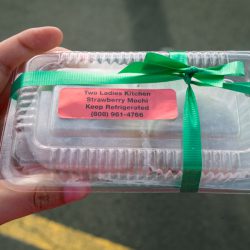 Two Ladies Kitchen
Strawberry Mochi
Keep Refrigerated
(808) 961-4766